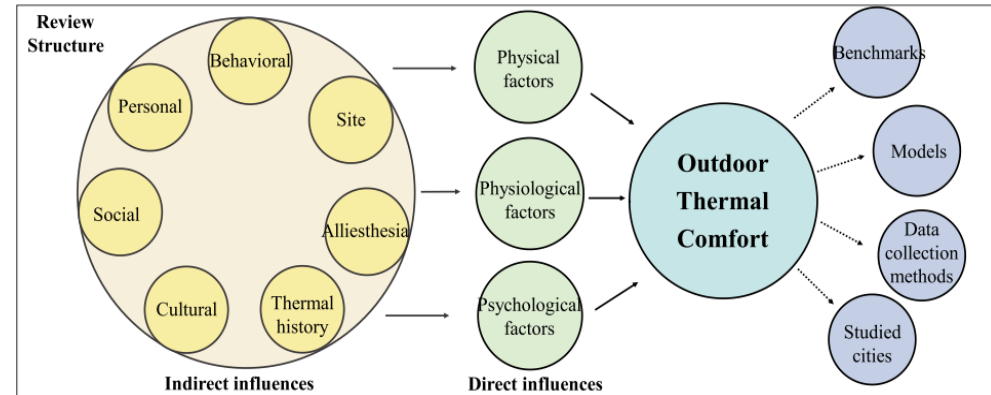 Review
Structure
Behavioral
Personal
Site
Social
Alliesthesia
Cultural
Thermal
history
Indirect influences
Physical
factors
Physiological
factors
Psychological
factors
Direct influences
Outdoor
Thermal
Comfort
Benchmarks
Models
Data
collection
methods
Studied
cities